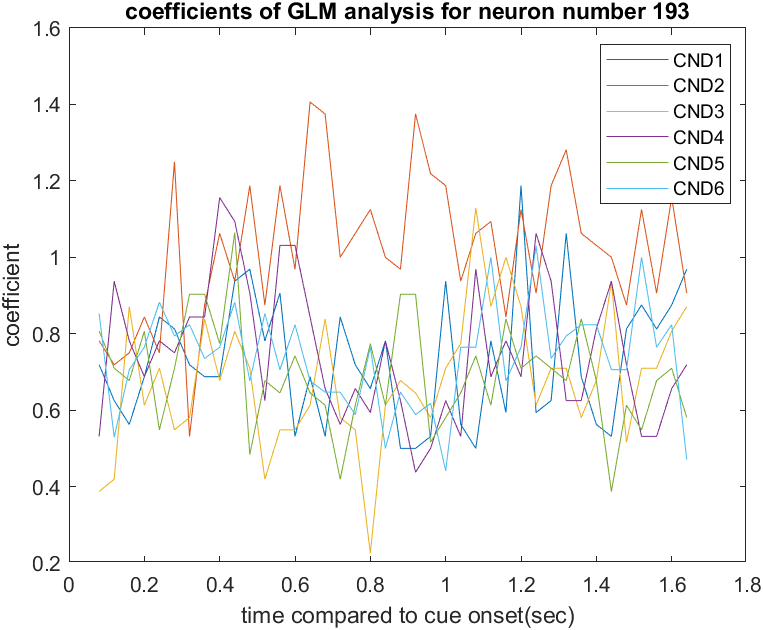 coefficients of GLM analysis for neuron number 193
1.6
1.4
1.2
1
0.8
0.6
0.4
0.2
coefficient
CND1
CND2
CND3
CND4
CND5
CND6
0 0.2 0.4 0.6 0.8 1 1.2 1.4 1.6 1.8
time compared to cue onset(sec)